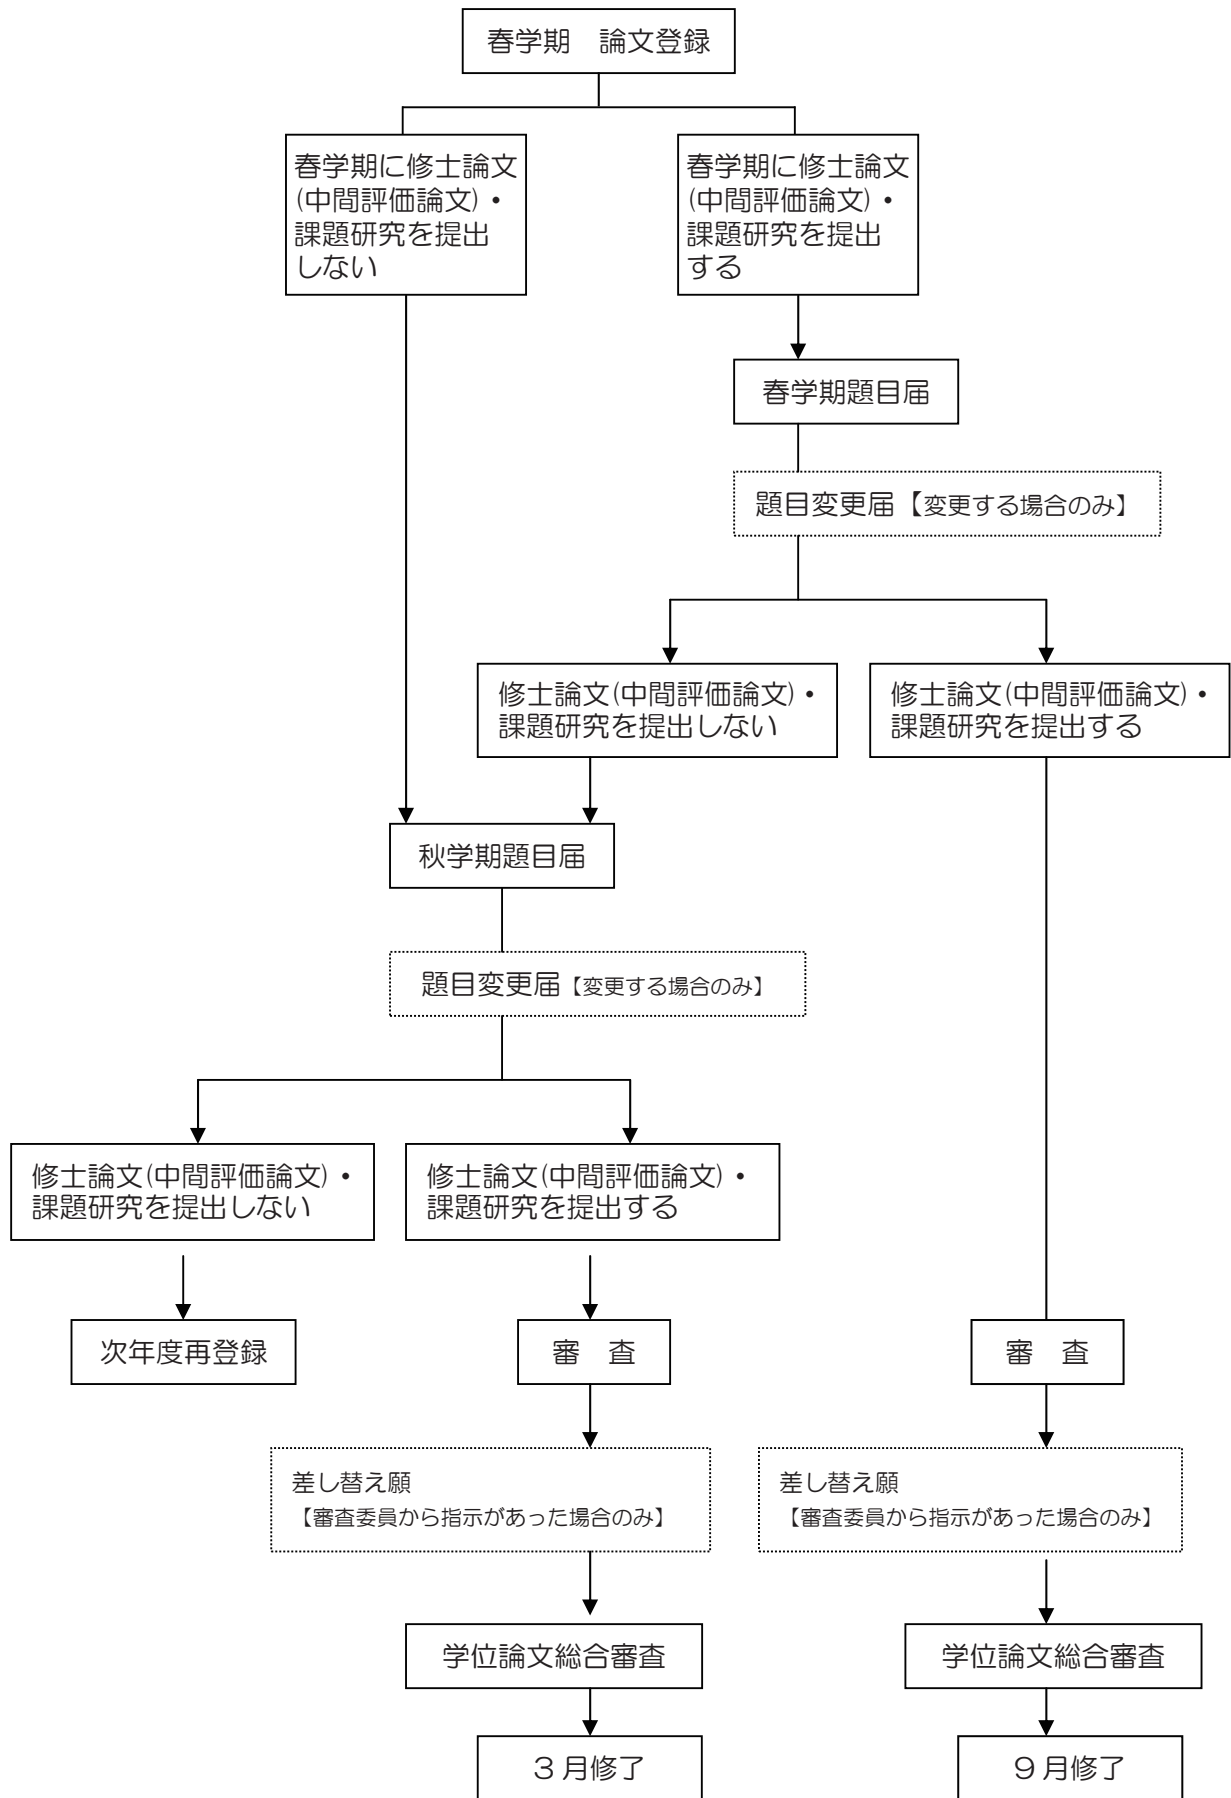 春学期　論文登録
春学期に修士論文
(中間評価論文)・
課題研究を提出
しない
春学期に修士論文
(中間評価論文)・
課題研究を提出
する
春学期題目届
題目変更届【変更する場合のみ】
修士論文(中間評価論文)・
課題研究を提出しない
修士論文(中間評価論文)・
課題研究を提出する
秋学期題目届
題目変更届【変更する場合のみ】
修士論文(中間評価論文)・
課題研究を提出しない
修士論文(中間評価論文)・
課題研究を提出する
次年度再登録
審　査
審　査
差し替え願
【審査委員から指示があった場合のみ】
差し替え願
【審査委員から指示があった場合のみ】
学位論文総合審査
学位論文総合審査
３月修了
９月修了